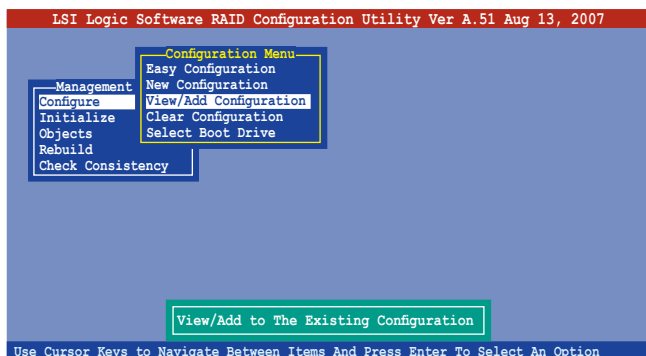 LSI Logic Software RAID Configuration Utility Ver A.51 Aug 13, 2007
Management
Configure
Initialize
Objects
Rebuild
Check Consistency
Configuration Menu
Easy Configuration
New Configuration
View/Add Configuration
Clear Configuration
Select Boot Drive
View/Add to The Existing Configuration
Use Cursor Keys to Navigate Between Items And Press Enter To Select An Option